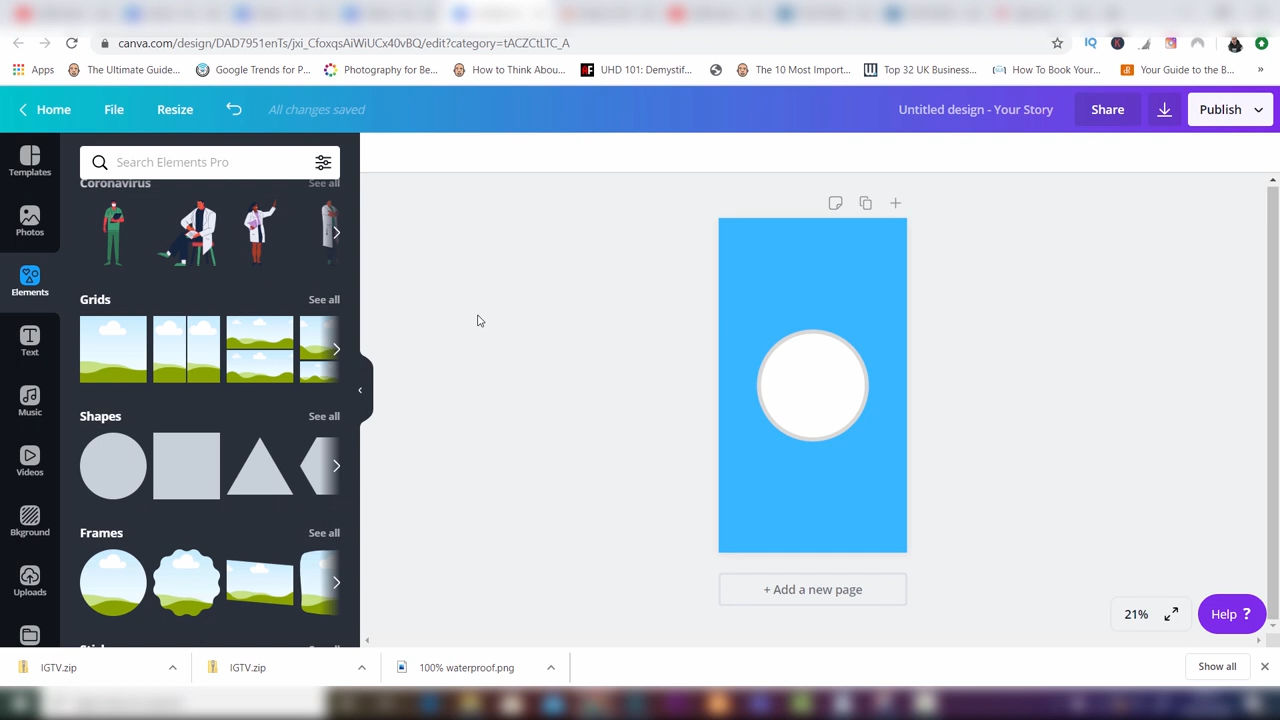 canva.com/design/DAD7951enTs/jxi_CfoxqsAiWiUCx40vBQ/edit?category=tACZCtLTC_A
Apps
The Ultimate Guide...
Google Trends for P...
Photography for Be...
How to Think Abou...
UHD 101: Demystif...
The 10 Most Import...
Top 32 UK Business...
How To Book Your...
Your Guide to the B...
»
Home
File
Resize
All changes saved
Untitled design - Your Story
Share
Publish
Templates
Photos
Elements
Text
Music
Videos
Bkground
Uploads
Search Elements Pro
Coronavirus
See all
Grids
See all
Shapes
See all
Frames
See all
+ Add a new page
21%
Help ?
IGTV.zip
IGTV.zip
100% waterproof.png
Show all